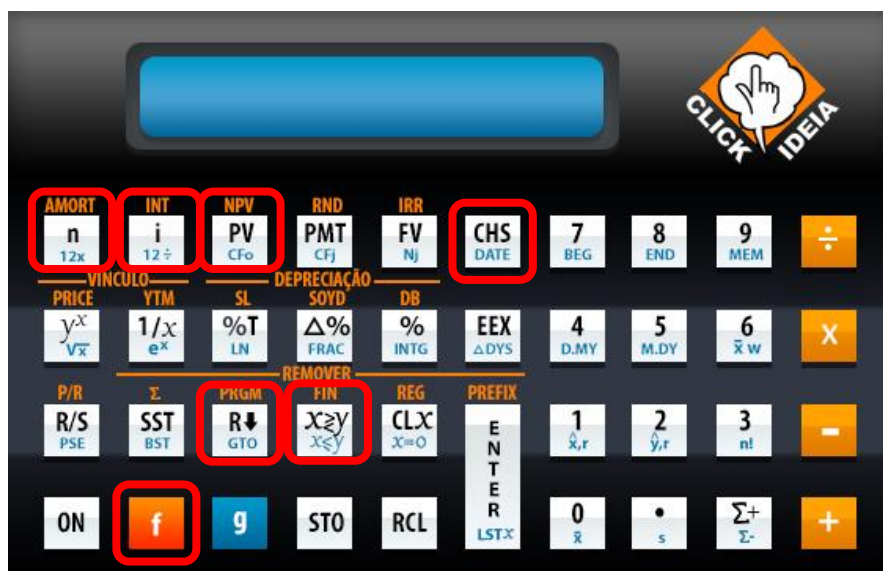 CLICK IDEIA
AMORT INT NPV RND IRR
n i PV PMT FV CHS 7 8 9 ÷
12x 12÷ CFo CFj Nj DATE BEG END MEM
VINCULO DEPRECIAÇÃO
PRICE YTM SL SOYD DB
yˣ 1/x %T Δ% % EEX 4 5 6 X
√x eˣ LN FRAC INTG ΔDYS D.MY M.DY x̄ w
REMOVER
P/R Σ PRGM FIN REG PREFIX
R/S SST R⬇ x≷y CLx ENTER 1 2 3 −
PSE BST GTO x≤y x=0 x̂,r ŷ,r n!
ON f g STO RCL 0 • Σ+ +
LSTx x̄ s Σ-